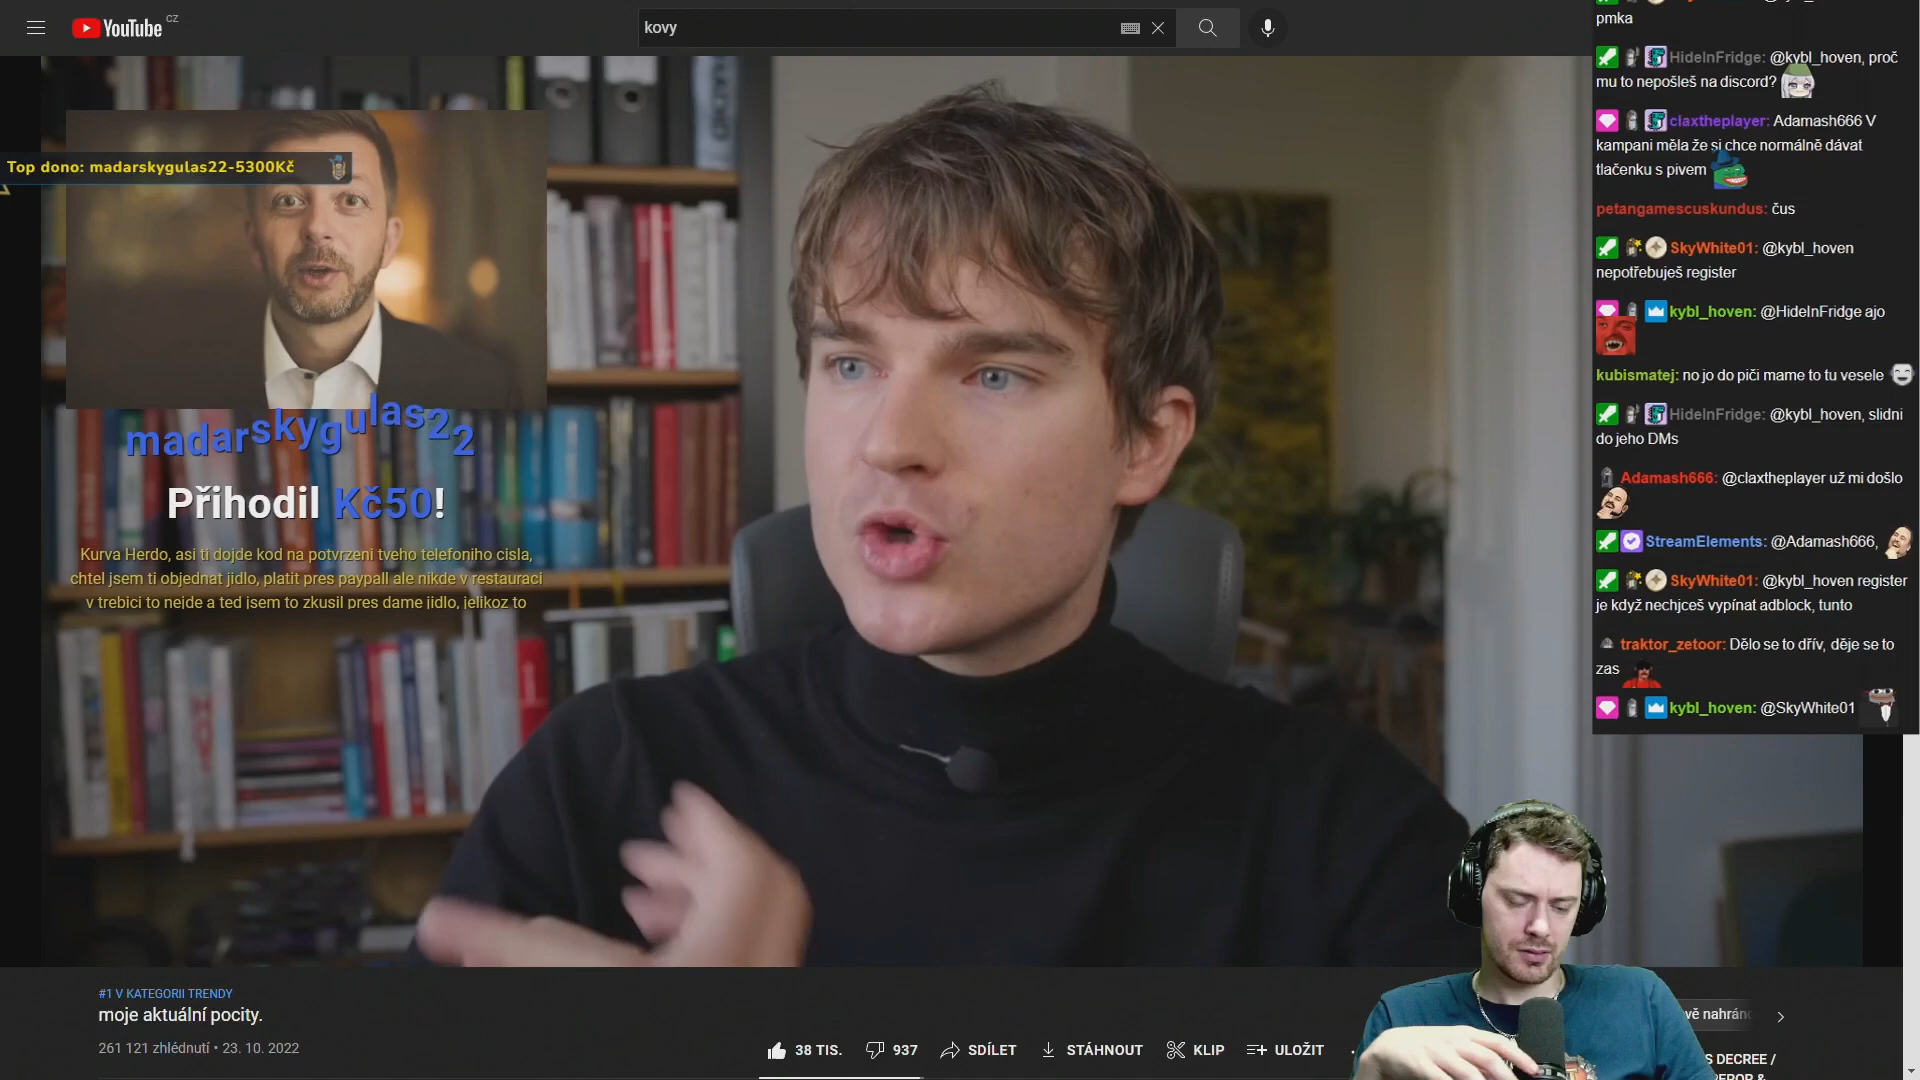 YouTube CZ
kovy
Top dono: madarskygulas22-5300Kč
madarskygulas22
Přihodil Kč50!
Kurva Herdo, asi ti dojde kod na potvrzeni tveho telefoniho cisla,
chtel jsem ti objednat jidlo, platit pres paypall ale nikde v restauraci
v trebici to nejde a ted jsem to zkusil pres dame jidlo, jelikoz to
pmka
HideInFridge: @kybl_hoven, proč
mu to nepošleš na discord?
claxtheplayer: Adamash666 V
kampani měla že si chce normálně dávat
tlačenku s pivem
petangamescuskundus: čus
SkyWhite01: @kybl_hoven
nepotřebuješ register
kybl_hoven: @HideInFridge ajo
kubismatej: no jo do piči mame to tu vesele
HideInFridge: @kybl_hoven, slidni
do jeho DMs
Adamash666: @claxtheplayer už mi došlo
StreamElements: @Adamash666,
SkyWhite01: @kybl_hoven register
je když nechjceš vypínat adblock, tunto
traktor_zetoor: Dělo se to dřív, děje se to
zas
kybl_hoven: @SkyWhite01
#1 V KATEGORII TRENDY
moje aktuální pocity.
261 121 zhlédnutí • 23. 10. 2022
38 TIS.
937
SDÍLET
STÁHNOUT
KLIP
ULOŽIT
vě nahrán
S DECREE /